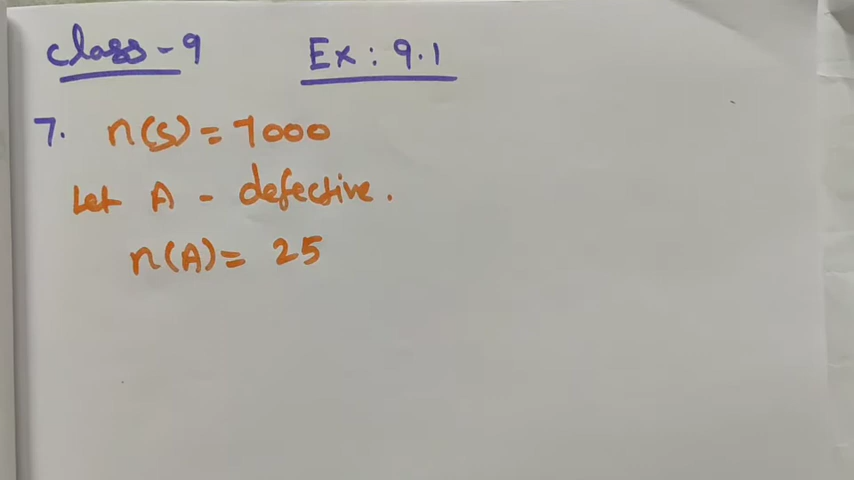 class - 9 Ex : 9.1
7. n(S) = 7000
Let A - defective.
n(A) = 25